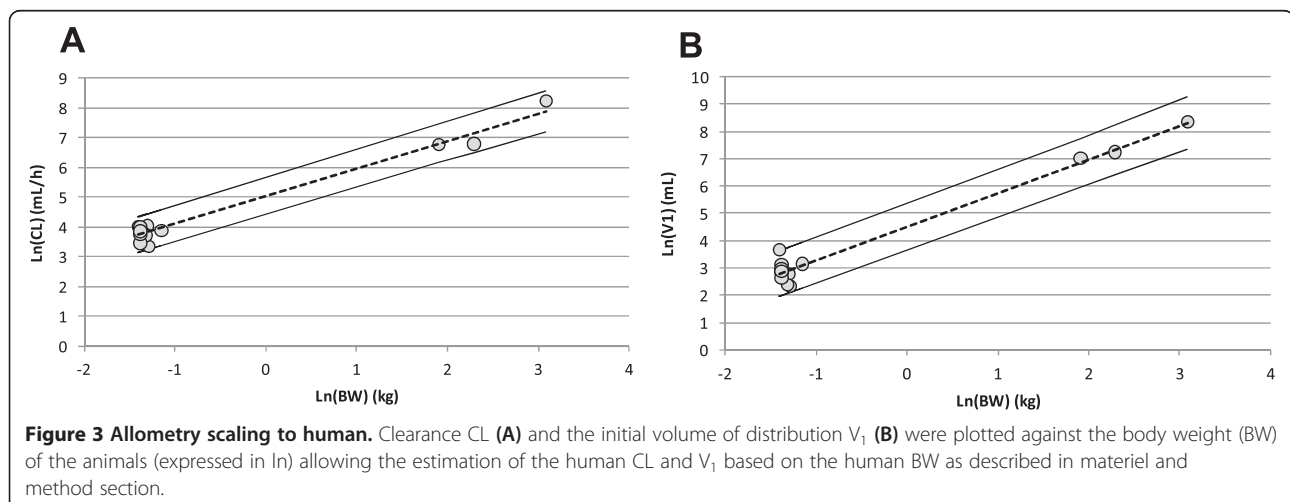 A
Ln(CL) (mL/h)
9
8
7
6
5
4
3
2
1
0
-2 -1 0 1 2 3 4
Ln(BW) (kg)
B
Ln(V1) (mL)
10
9
8
7
6
5
4
3
2
1
0
-2 -1 0 1 2 3 4
Ln(BW) (kg)
Figure 3 Allometry scaling to human. Clearance CL (A) and the initial volume of distribution V₁ (B) were plotted against the body weight (BW)
of the animals (expressed in ln) allowing the estimation of the human CL and V₁ based on the human BW as described in materiel and
method section.